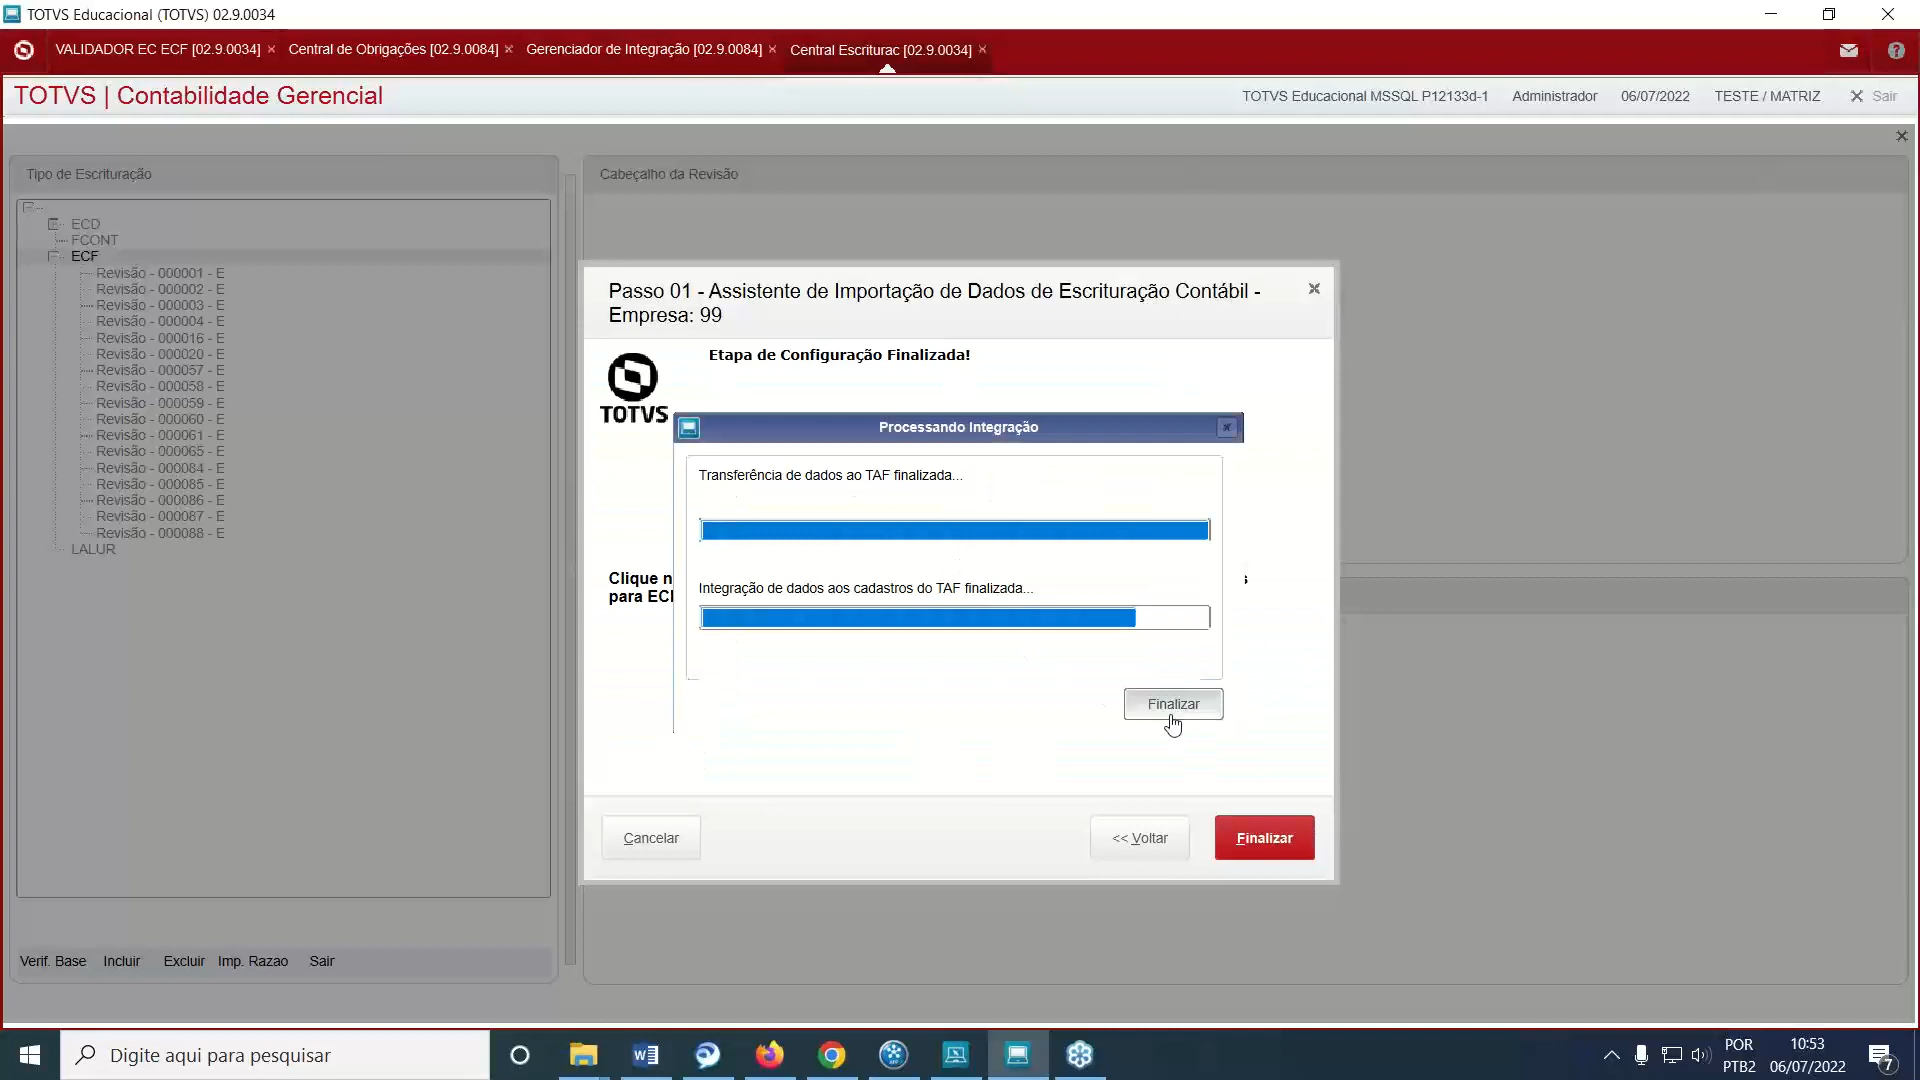 TOTVS Educacional (TOTVS) 02.9.0034
VALIDADOR EC ECF [02.9.0034]
Central de Obrigações [02.9.0084]
Gerenciador de Integração [02.9.0084]
Central Escriturac [02.9.0034]
TOTVS | Contabilidade Gerencial
TOTVS Educacional MSSQL P12133d-1
Administrador
06/07/2022
TESTE / MATRIZ
Sair
Tipo de Escrituração
Cabeçalho da Revisão
ECD
FCONT
ECF
Revisão - 000001 - E
Revisão - 000002 - E
Revisão - 000003 - E
Revisão - 000004 - E
Revisão - 000016 - E
Revisão - 000020 - E
Revisão - 000057 - E
Revisão - 000058 - E
Revisão - 000059 - E
Revisão - 000060 - E
Revisão - 000061 - E
Revisão - 000065 - E
Revisão - 000084 - E
Revisão - 000085 - E
Revisão - 000086 - E
Revisão - 000087 - E
Revisão - 000088 - E
LALUR
Verif. Base
Incluir
Excluir
Imp. Razao
Sair
Passo 01 - Assistente de Importação de Dados de Escrituração Contábil -
Empresa: 99
Etapa de Configuração Finalizada!
TOTVS
Processando Integração
Transferência de dados ao TAF finalizada...
Clique n
para ECI
Integração de dados aos cadastros do TAF finalizada...
Finalizar
Cancelar
<< Voltar
Finalizar
Digite aqui para pesquisar
POR
PTB2
10:53
06/07/2022
7